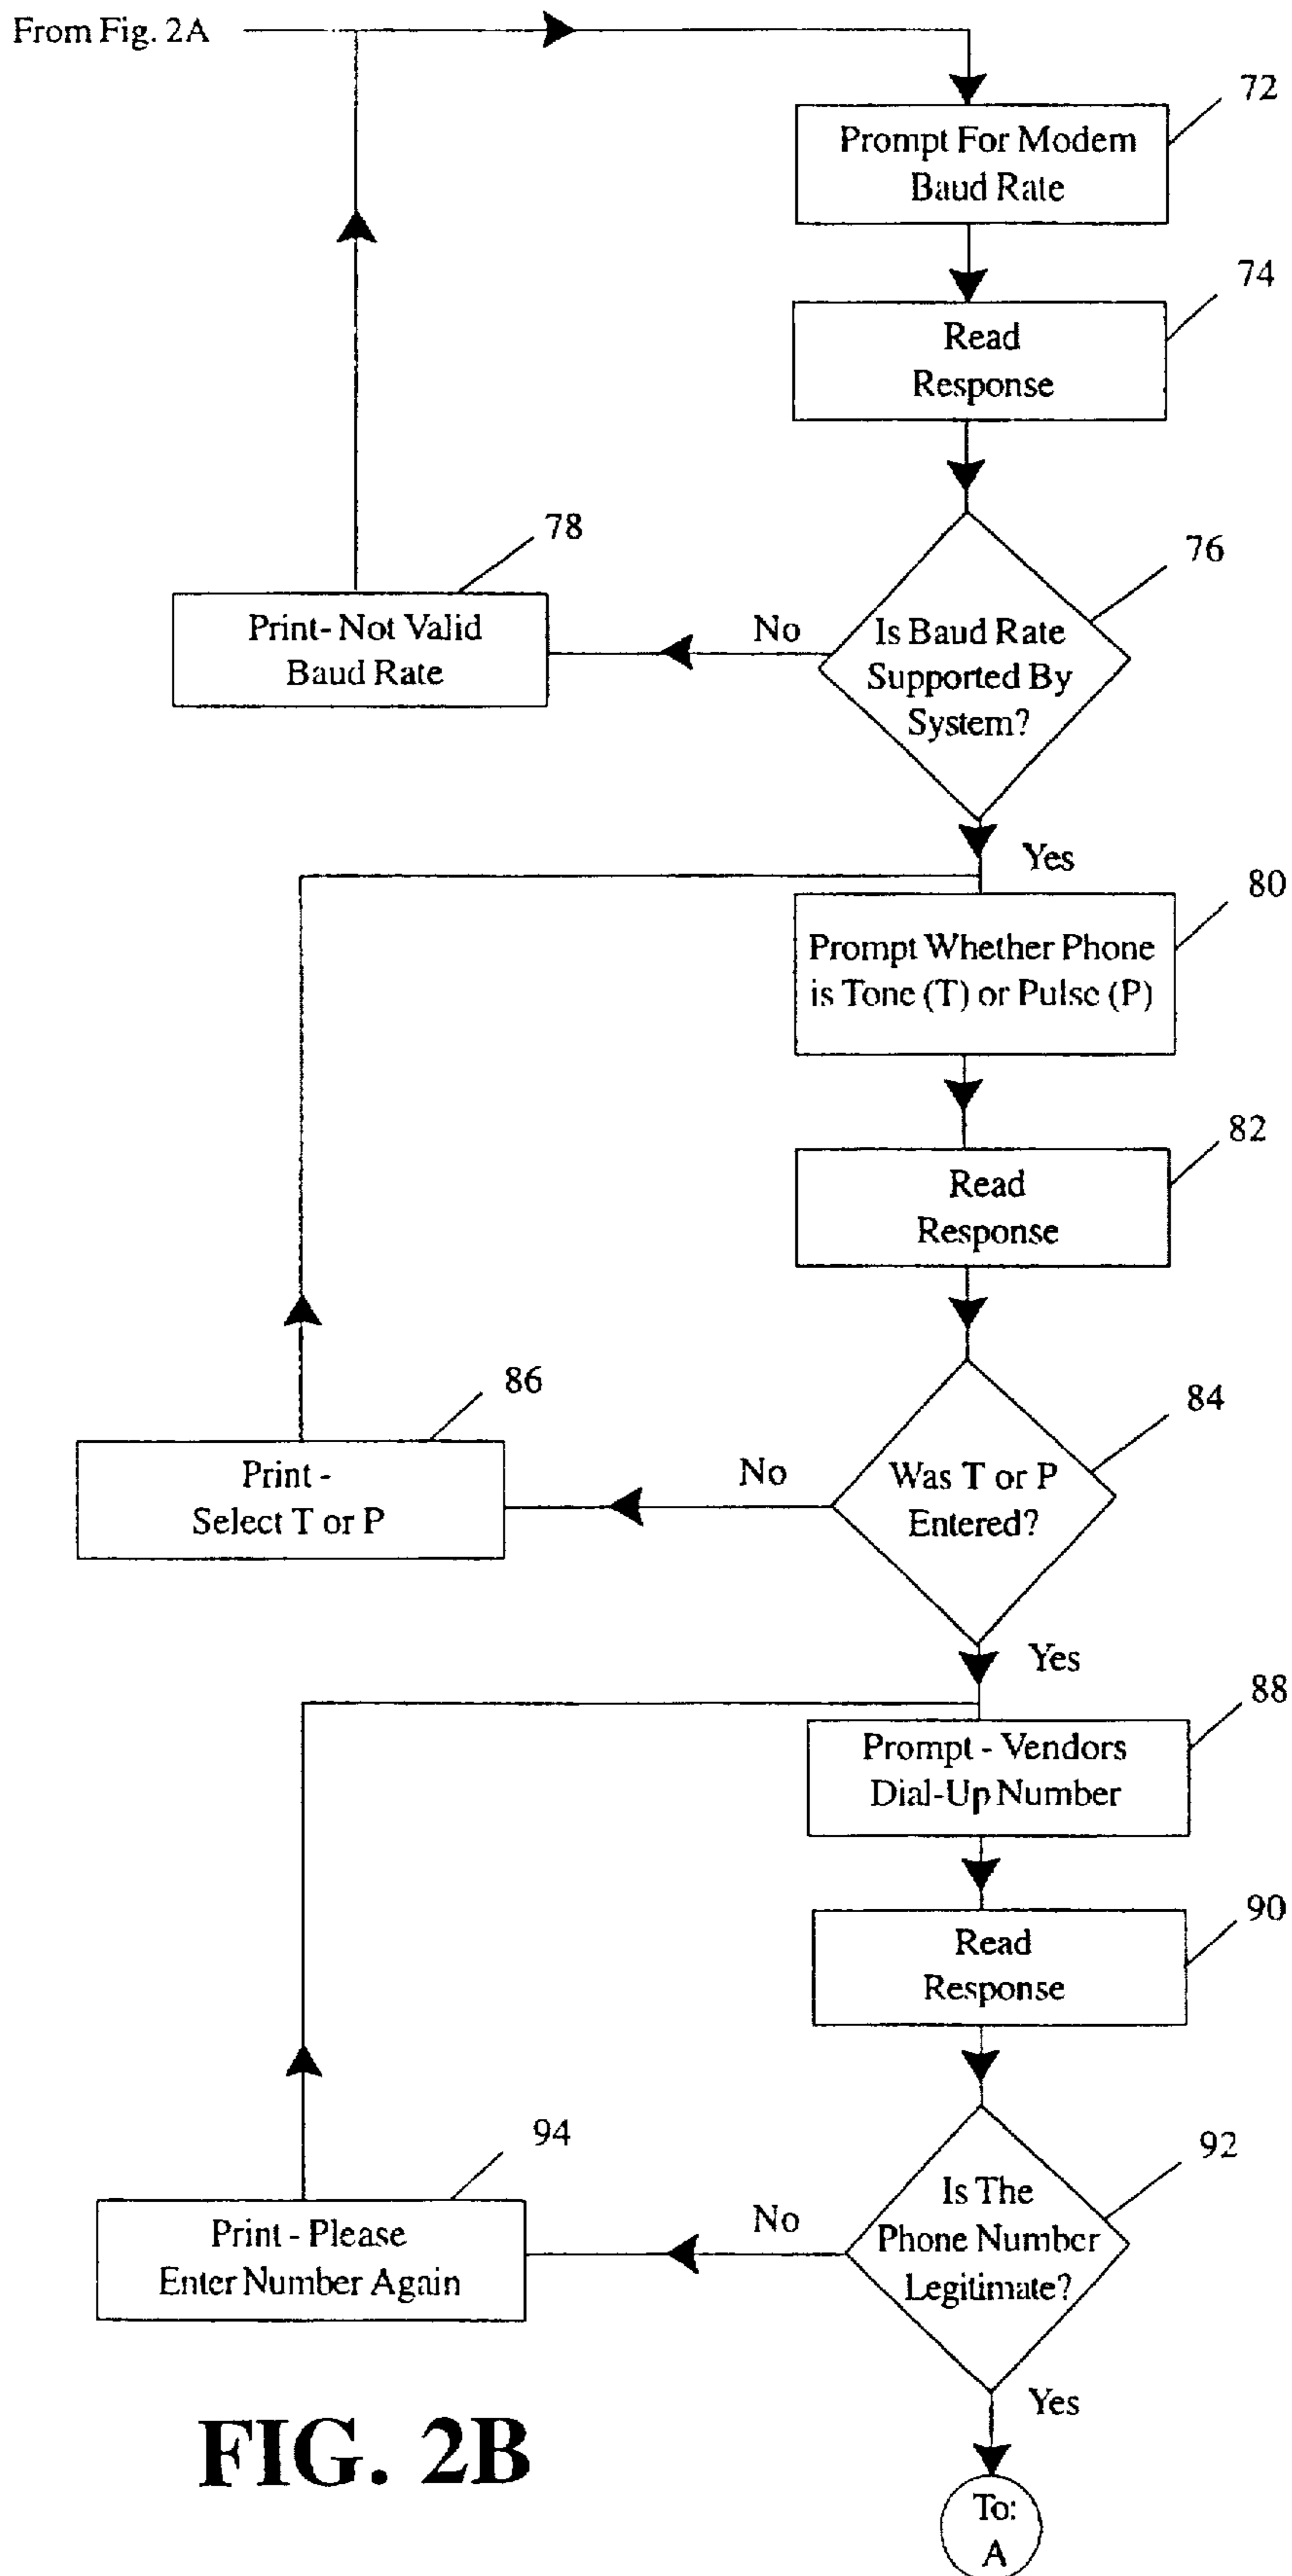 From Fig. 2A
72
Prompt For Modem
Baud Rate
74
Read
Response
76
Is Baud Rate
Supported By
System?
No
78
Print- Not Valid
Baud Rate
Yes
80
Prompt Whether Phone
is Tone (T) or Pulse (P)
82
Read
Response
84
Was T or P
Entered?
No
86
Print -
Select T or P
Yes
88
Prompt - Vendors
Dial-Up Number
90
Read
Response
92
Is The
Phone Number
Legitimate?
No
94
Print - Please
Enter Number Again
Yes
To:
A
FIG. 2B